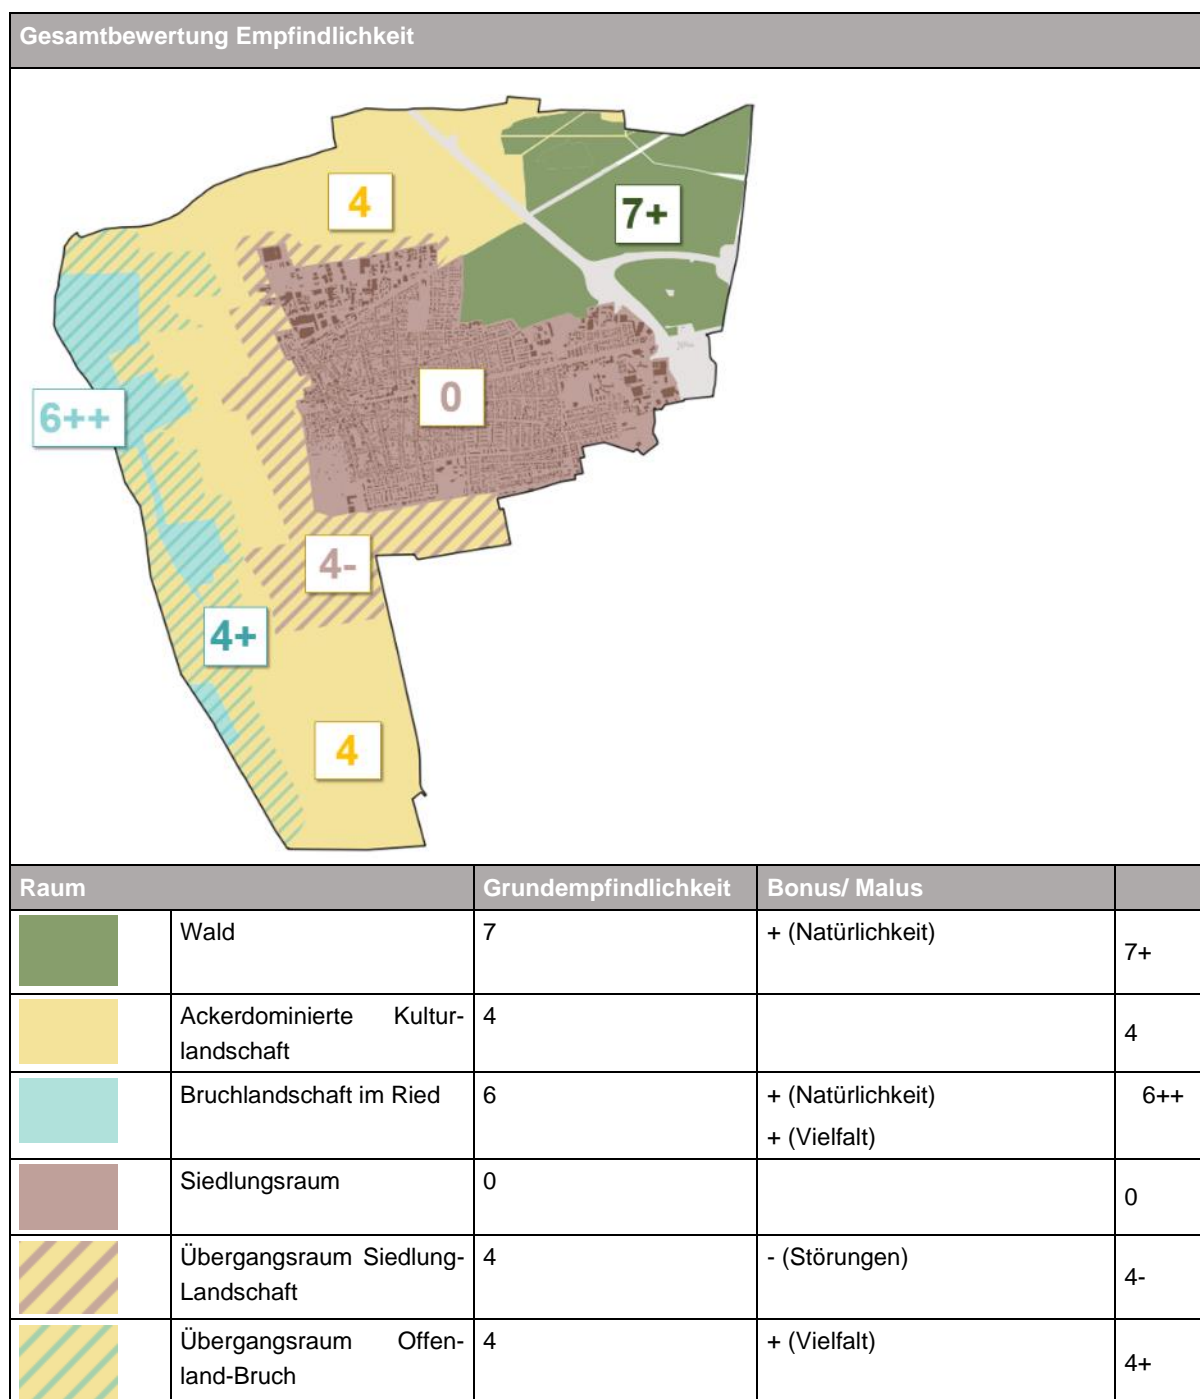 Gesamtbewertung Empfindlichkeit
4
7+
6++
0
4-
4+
4
Raum Grundempfindlichkeit Bonus/ Malus
Wald 7 + (Natürlichkeit) 7+
Ackerdominierte Kultur-
landschaft 4 4
Bruchlandschaft im Ried 6 + (Natürlichkeit) 6++
+ (Vielfalt)
Siedlungsraum 0 0
Übergangsraum Siedlung-
Landschaft 4 - (Störungen) 4-
Übergangsraum Offen-
land-Bruch 4 + (Vielfalt) 4+